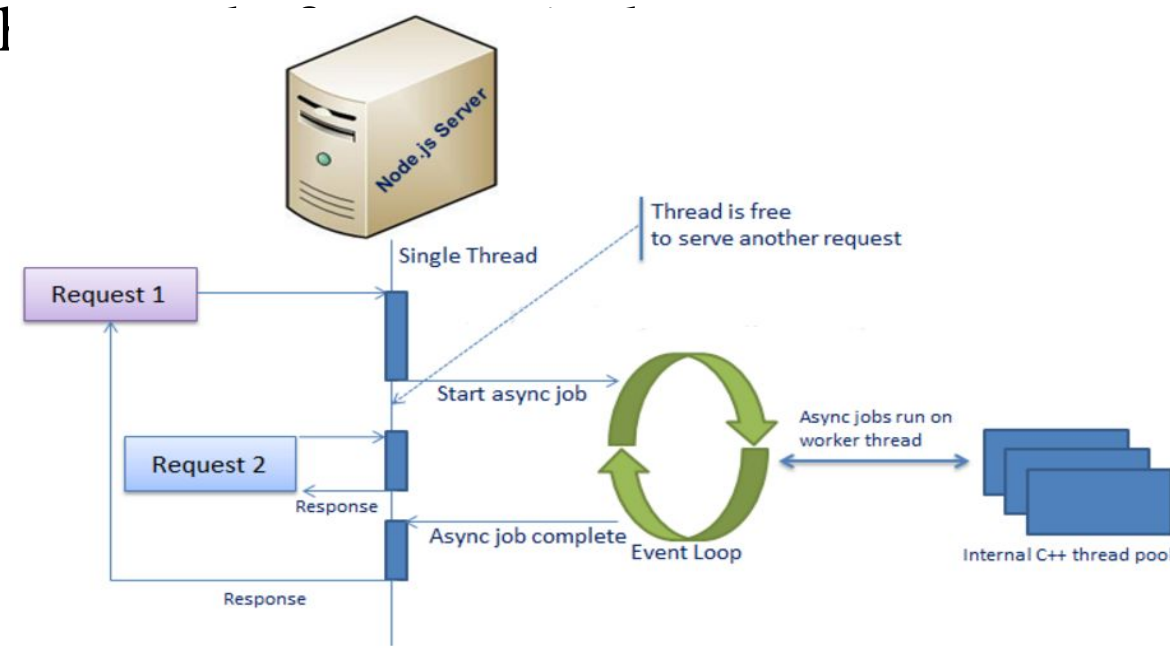 Node.js Server
Thread is free
to serve another request
Single Thread
Request 1
Start async job
Async jobs run on
worker thread
Request 2
Response
Async job complete
Event Loop
Internal C++ thread pool
Response